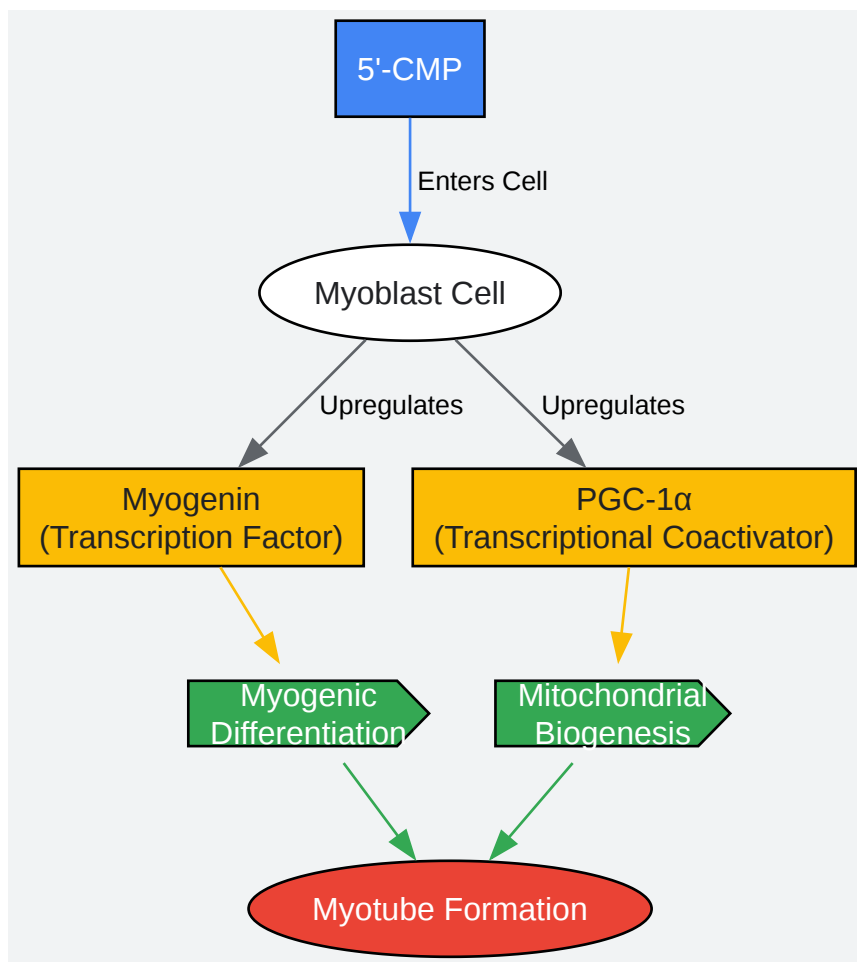 5'-CMP
Enters Cell
Myoblast Cell
Upregulates
Upregulates
Myogenin
(Transcription Factor)
PGC-1α
(Transcriptional Coactivator)
Myogenic
Differentiation
Mitochondrial
Biogenesis
Myotube Formation